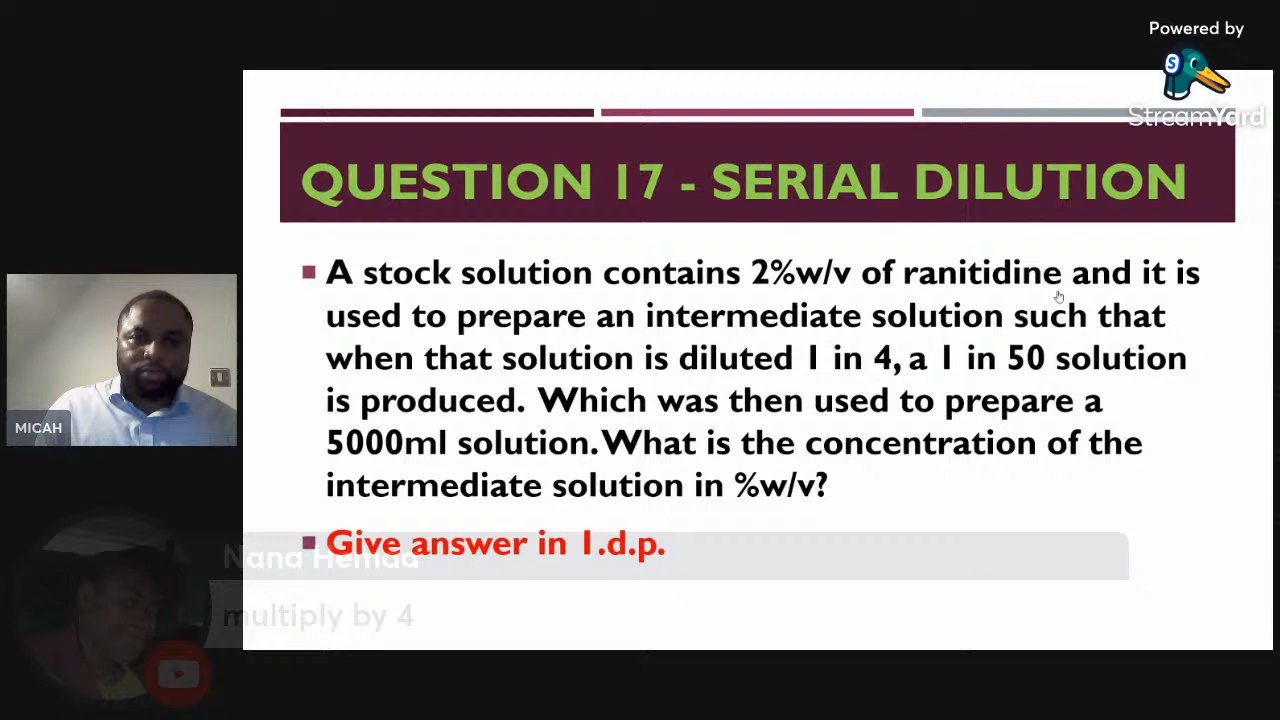 Powered by
S
StreamYard
QUESTION 17 - SERIAL DILUTION
A stock solution contains 2%w/v of ranitidine and it is
used to prepare an intermediate solution such that
when that solution is diluted 1 in 4, a 1 in 50 solution
is produced. Which was then used to prepare a
5000ml solution. What is the concentration of the
intermediate solution in %w/v?
Give answer in 1.d.p.
MICAH
Nana Hemaa
multiply by 4